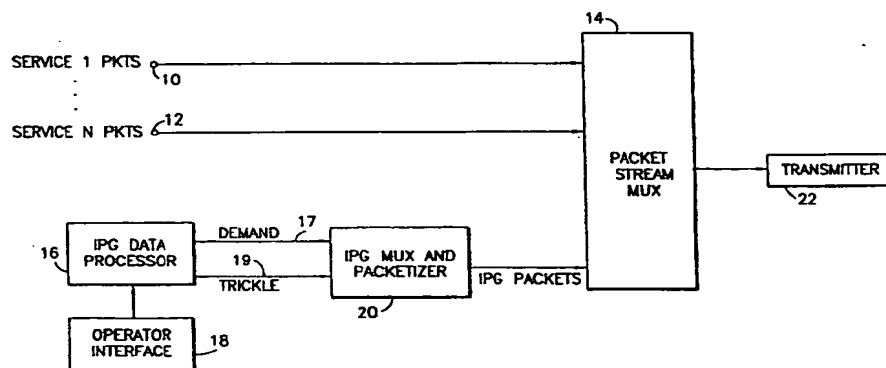 14
SERVICE 1 PKTS
10
SERVICE N PKTS
12
PACKET
STREAM
MUX
TRANSMITTER
22
16
IPG DATA
PROCESSOR
DEMAND
17
19
TRICKLE
IPG MUX AND
PACKETIZER
20
IPG PACKETS
OPERATOR
INTERFACE
18